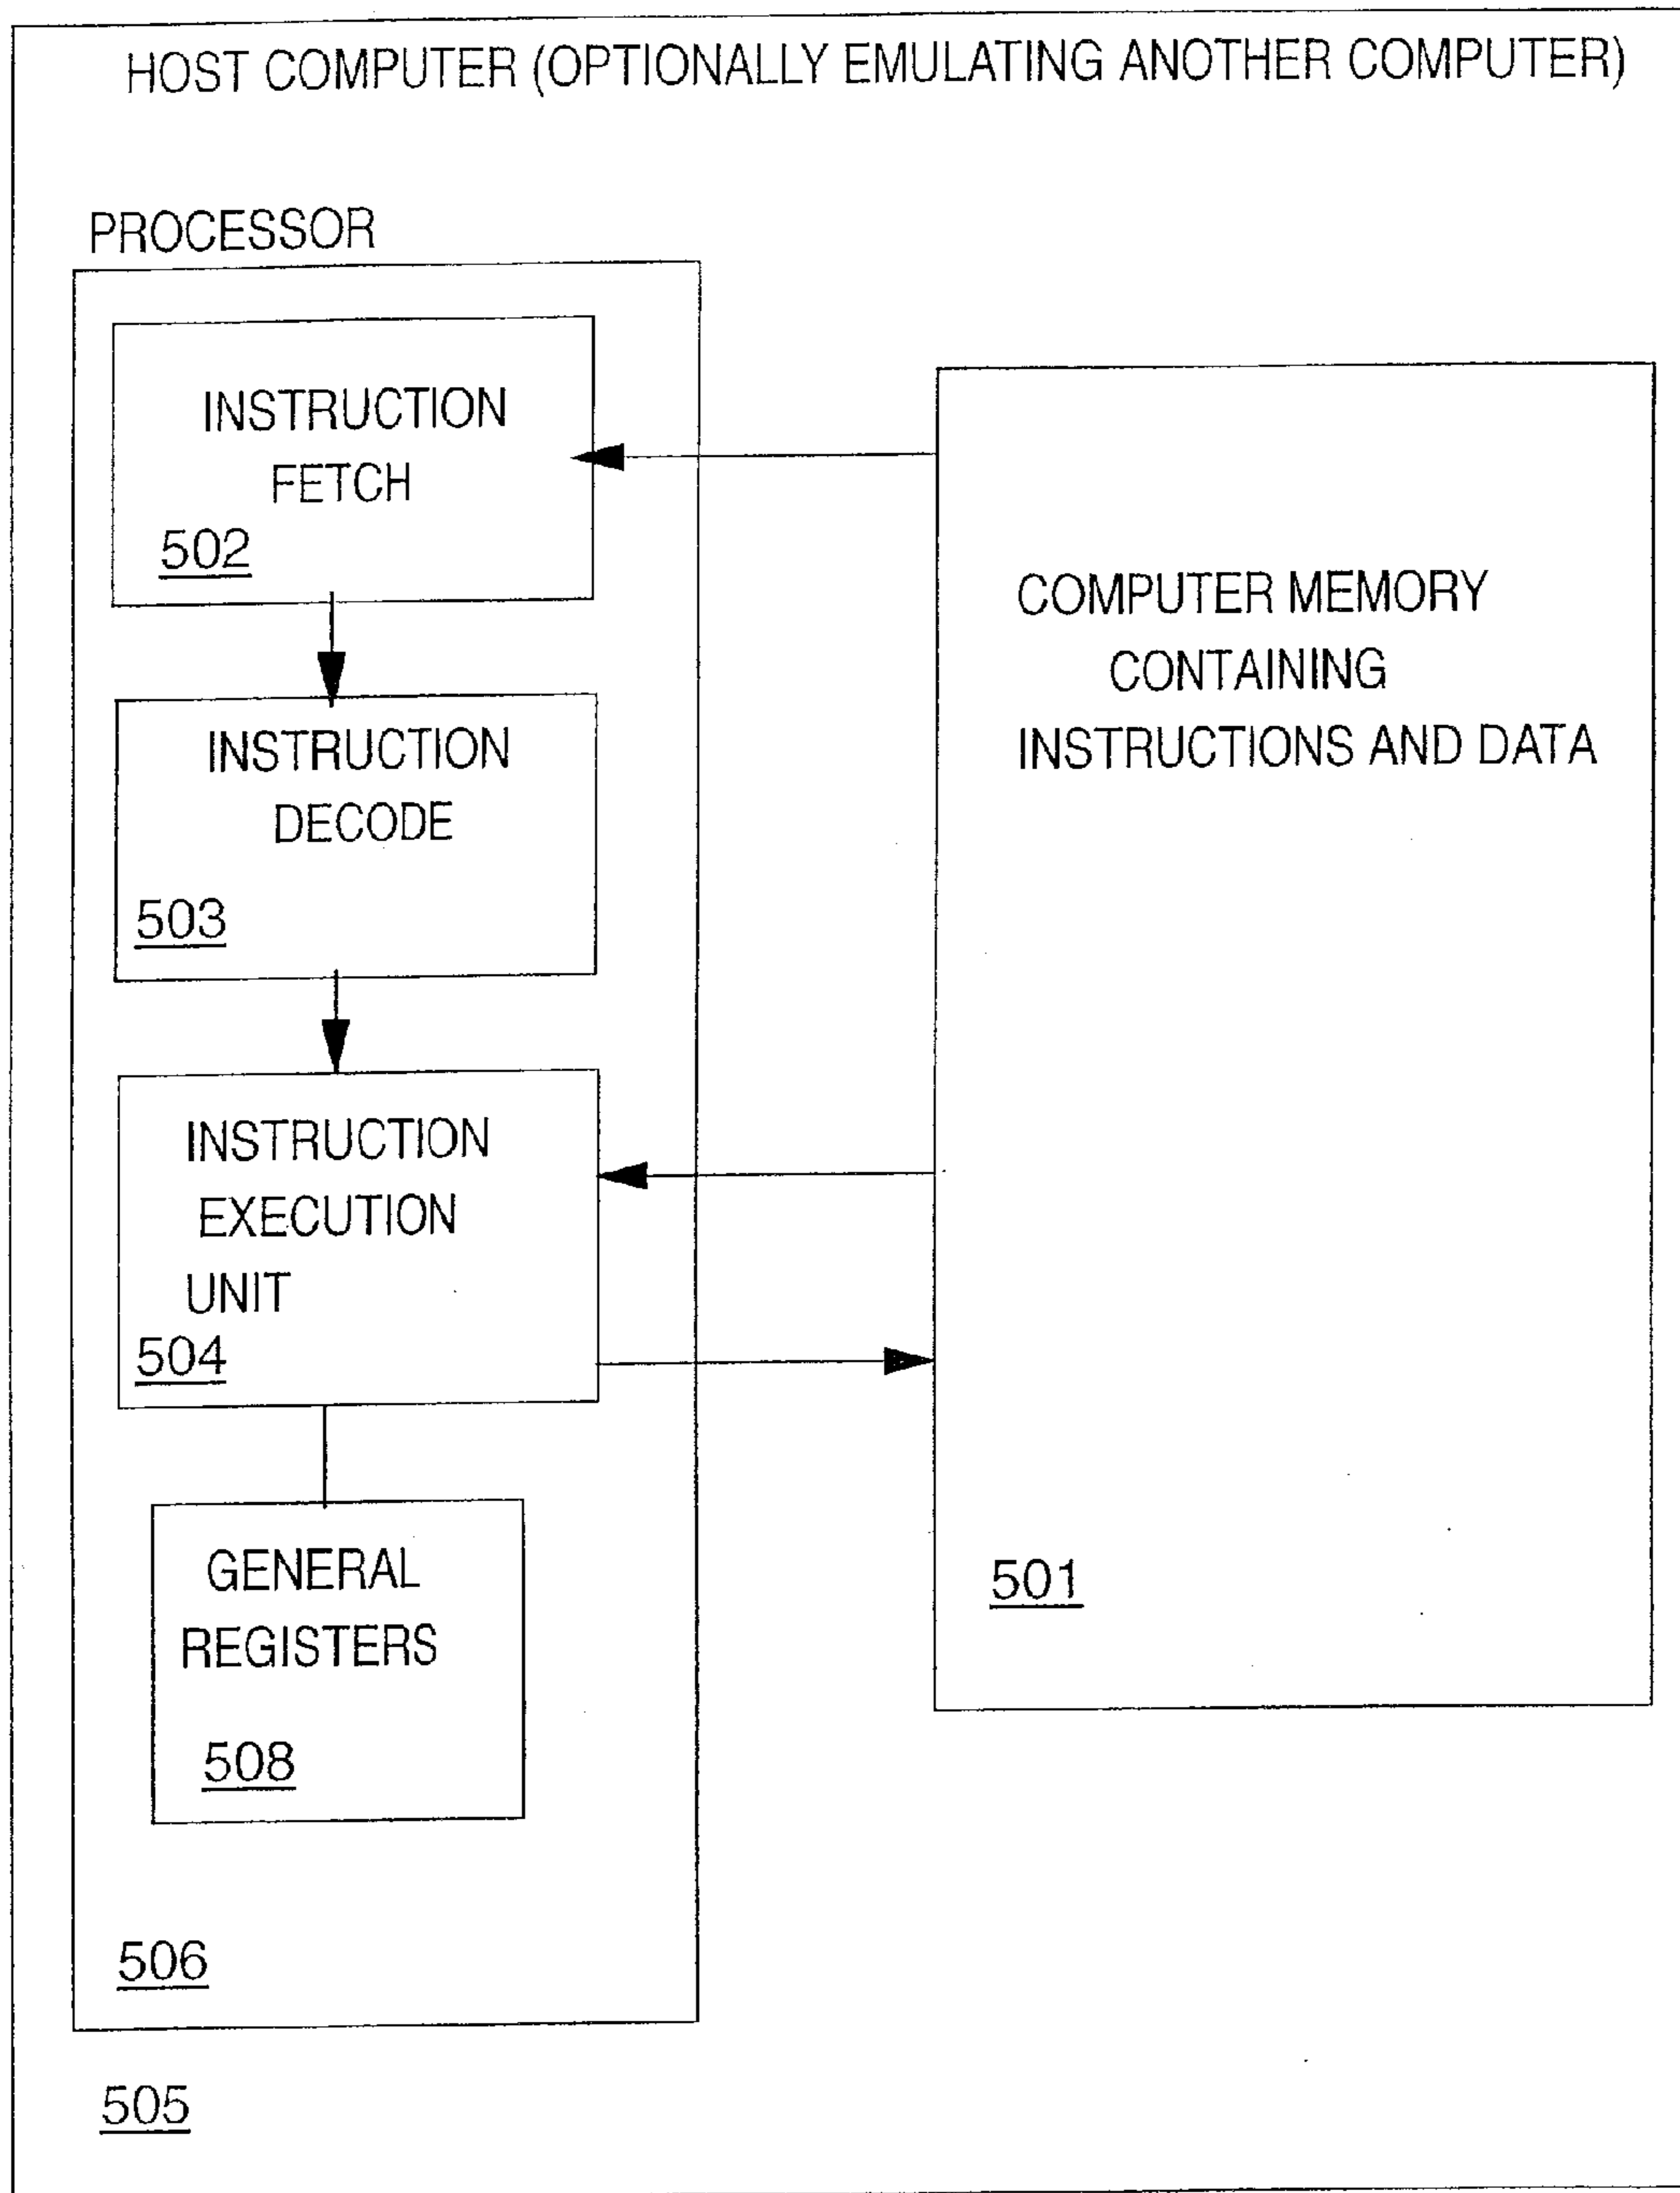 HOST COMPUTER (OPTIONALLY EMULATING ANOTHER COMPUTER)
PROCESSOR
INSTRUCTION
FETCH
502
INSTRUCTION
DECODE
503
INSTRUCTION
EXECUTION
UNIT
504
GENERAL
REGISTERS
508
506
505
COMPUTER MEMORY
CONTAINING
INSTRUCTIONS AND DATA
501